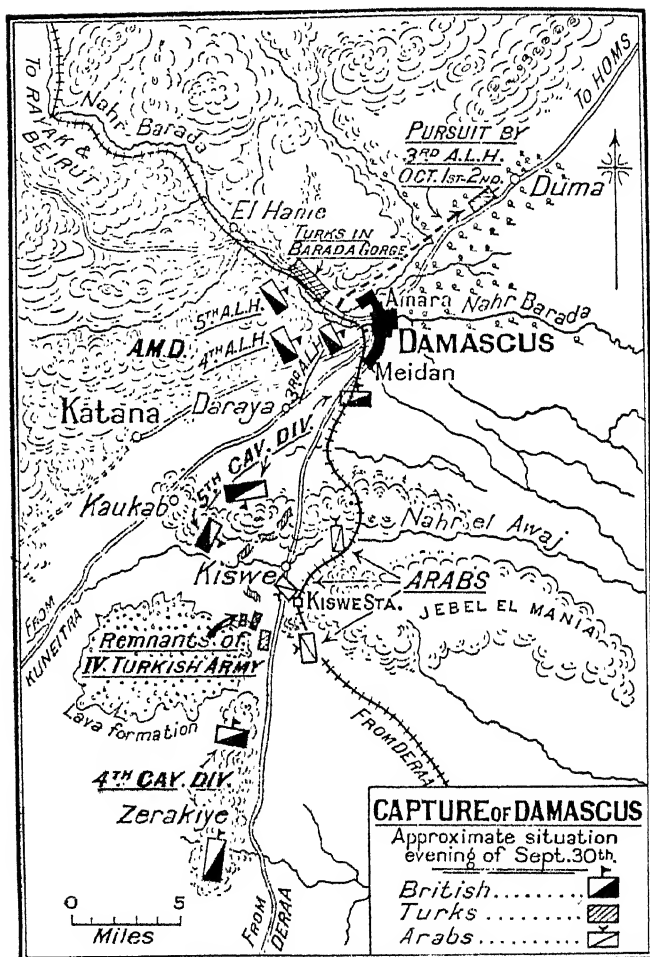 TO RAYAK &
BEIRUT
Nahr Barada
TO HOMS
PURSUIT BY
3RD A.L.H.
OCT. 1ST-2ND.
Duma
El Hanie
TURKS IN
BARADA GORGE
5TH A.L.H.
A.M.D.
4TH A.L.H.
3RD A.L.H.
Amara
Nahr Barada
DAMASCUS
Meidan
Katana
Daraya
5TH CAV. DIV.
Kaukab
Nahr el Awaj
Kiswe
ARABS
KISWE STA.
JEBEL EL MANIA
FROM
KUNEITRA
Remnants of
IV. TURKISH ARMY
Lava formation
FROM DERAA
4TH CAV. DIV.
Zerakiye
0 5
Miles
FROM
DERAA
CAPTURE OF DAMASCUS
Approximate situation
evening of Sept. 30th.
British..........
Turks..........
Arabs..........